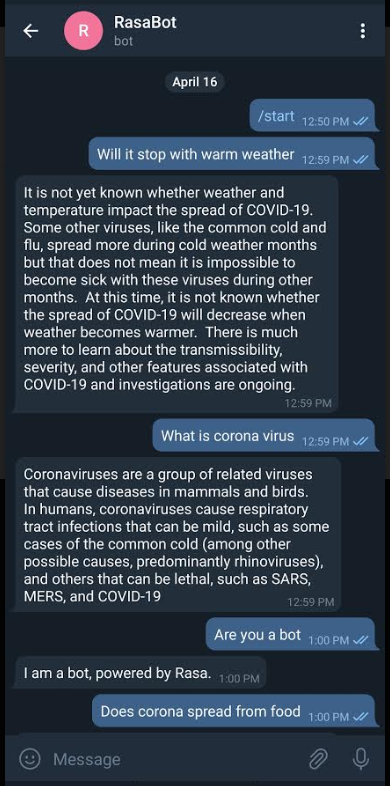 RasaBot
R
bot
April 16
/start 12:50 PM
Will it stop with warm weather 12:59 PM
It is not yet known whether weather and
temperature impact the spread of COVID-19.
Some other viruses, like the common cold and
flu, spread more during cold weather months
but that does not mean it is impossible to
become sick with these viruses during other
months.  At this time, it is not known whether
the spread of COVID-19 will decrease when
weather becomes warmer.  There is much
more to learn about the transmissibility,
severity, and other features associated with
COVID-19 and investigations are ongoing.
12:59 PM
What is corona virus 12:59 PM
Coronaviruses are a group of related viruses
that cause diseases in mammals and birds.
In humans, coronaviruses cause respiratory
tract infections that can be mild, such as some
cases of the common cold (among other
possible causes, predominantly rhinoviruses),
and others that can be lethal, such as SARS,
MERS, and COVID-19
12:59 PM
Are you a bot 1:00 PM
I am a bot, powered by Rasa. 1:00 PM
Does corona spread from food 1:00 PM
Message